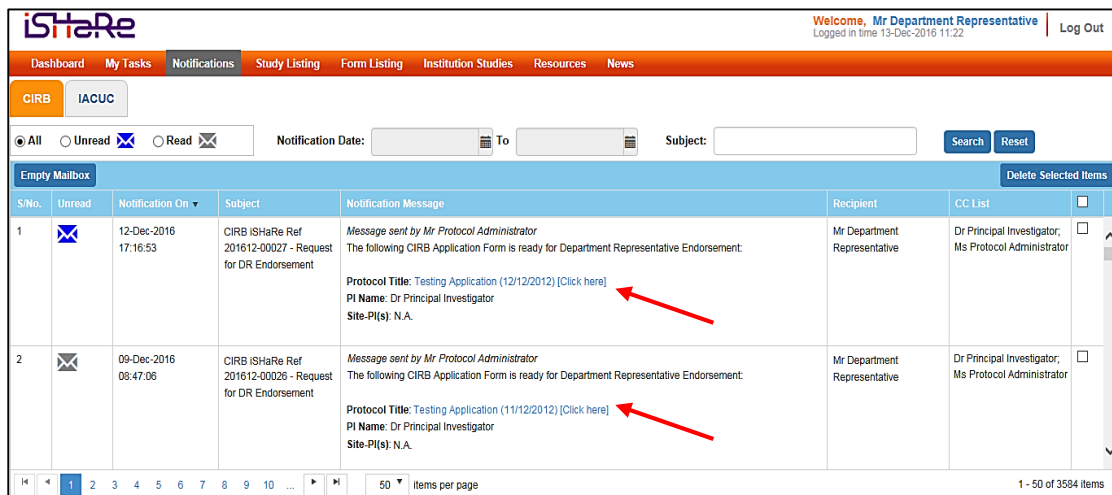 iSHaRe
Welcome, Mr Department Representative
Logged in time 13-Dec-2016 11:22
Log Out
Dashboard My Tasks Notifications Study Listing Form Listing Institution Studies Resources News
CIRB IACUC
All Unread Read Notification Date: To Subject: Search Reset
Empty Mailbox Delete Selected Items
S/No. Unread Notification On Subject Notification Message Recipient CC List
1
12-Dec-2016
17:16:53
CIRB iSHaRe Ref
201612-00027 - Request
for DR Endorsement
Message sent by Mr Protocol Administrator
The following CIRB Application Form is ready for Department Representative Endorsement:
Protocol Title: Testing Application (12/12/2012) [Click here]
PI Name: Dr Principal Investigator
Site-PI(s): N.A.
Mr Department
Representative
Dr Principal Investigator;
Ms Protocol Administrator
2
09-Dec-2016
08:47:06
CIRB iSHaRe Ref
201612-00026 - Request
for DR Endorsement
Message sent by Mr Protocol Administrator
The following CIRB Application Form is ready for Department Representative Endorsement:
Protocol Title: Testing Application (11/12/2012) [Click here]
PI Name: Dr Principal Investigator
Site-PI(s): N.A.
Mr Department
Representative
Dr Principal Investigator;
Ms Protocol Administrator
1 2 3 4 5 6 7 8 9 10 ... 50 items per page 1 - 50 of 3584 items